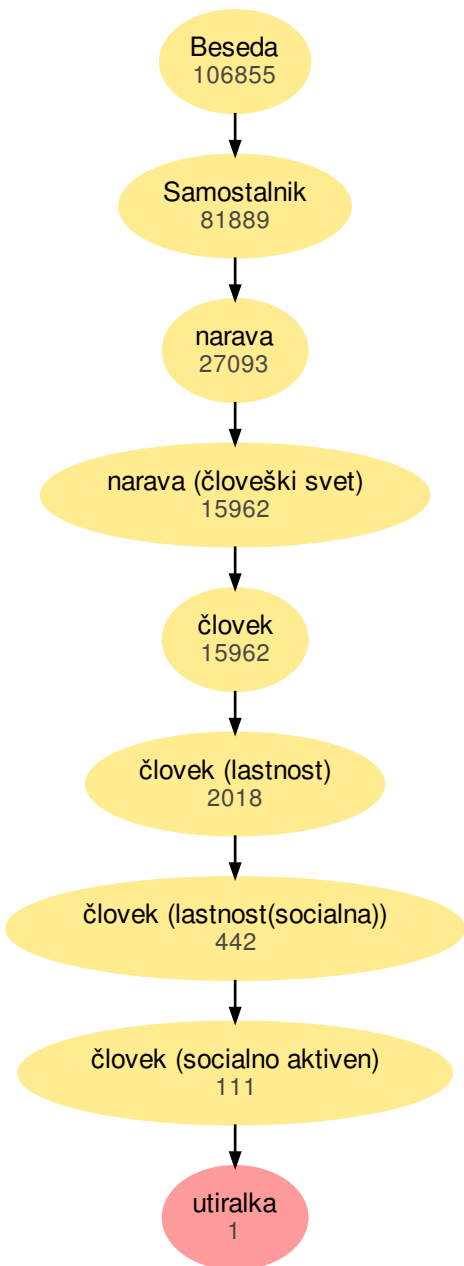 Beseda
106855
Samostalnik
81889
narava
27093
narava (človeški svet)
15962
človek
15962
človek (lastnost)
2018
človek (lastnost(socialna))
442
človek (socialno aktiven)
111
utiralka
1